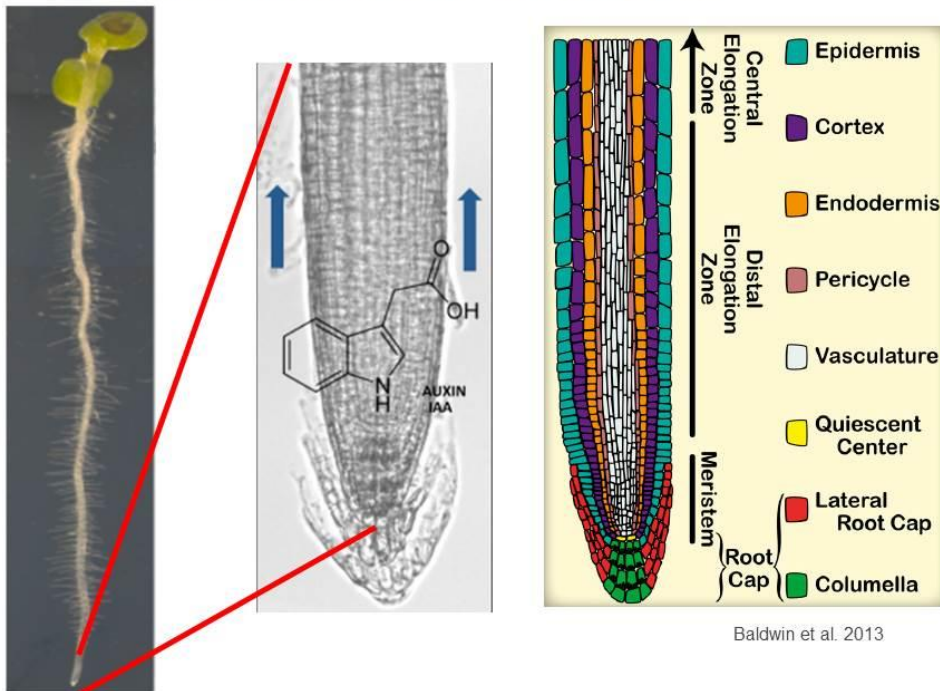 O
OH
N
H
AUXIN
IAA
Central
Elongation
Zone
Distal
Elongation
Zone
Meristem
Root
Cap
Epidermis
Cortex
Endodermis
Pericycle
Vasculature
Quiescent
Center
Lateral
Root Cap
Columella
Baldwin et al. 2013